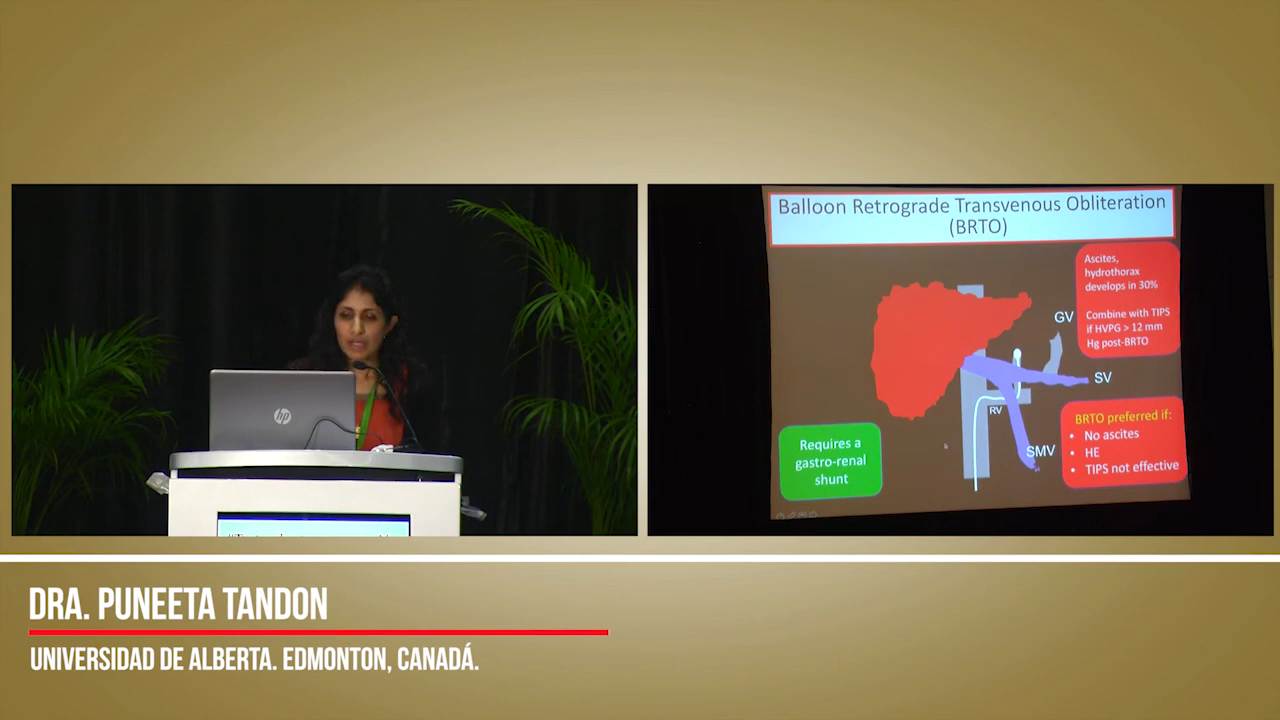 hp
Balloon Retrograde Transvenous Obliteration
(BRTO)
Ascites,
hydrothorax
develops in 30%
Combine with TIPS
if HVPG > 12 mm
Hg post-BRTO
GV
SV
RV
SMV
Requires a
gastro-renal
shunt
BRTO preferred if:
• No ascites
• HE
• TIPS not effective
DRA. PUNEETA TANDON
UNIVERSIDAD DE ALBERTA. EDMONTON, CANADÁ.